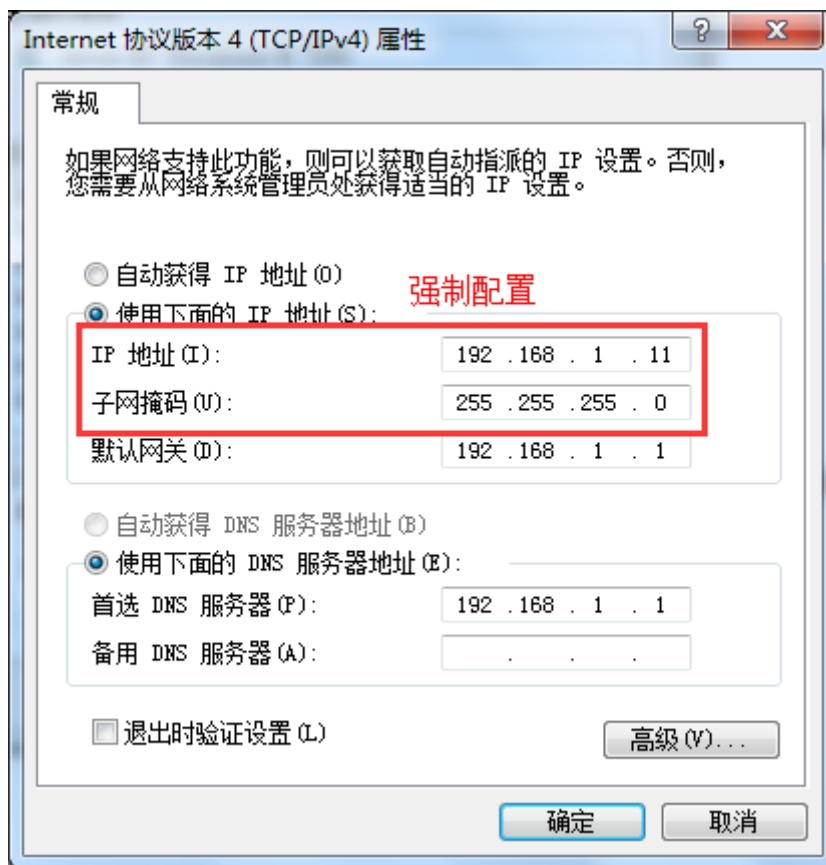 Internet 协议版本 4 (TCP/IPv4) 属性
常规
如果网络支持此功能，则可以获取自动指派的 IP 设置。否则，
您需要从网络系统管理员处获得适当的 IP 设置。
自动获得 IP 地址(O)
强制配置
使用下面的 IP 地址(S):
IP 地址(I): 192 .168 . 1 . 11
子网掩码(U): 255 .255 .255 . 0
默认网关(D): 192 .168 . 1 . 1
自动获得 DNS 服务器地址(B)
使用下面的 DNS 服务器地址(E):
首选 DNS 服务器(P): 192 .168 . 1 . 1
备用 DNS 服务器(A): . . .
退出时验证设置(L)
高级(V)...
确定 取消